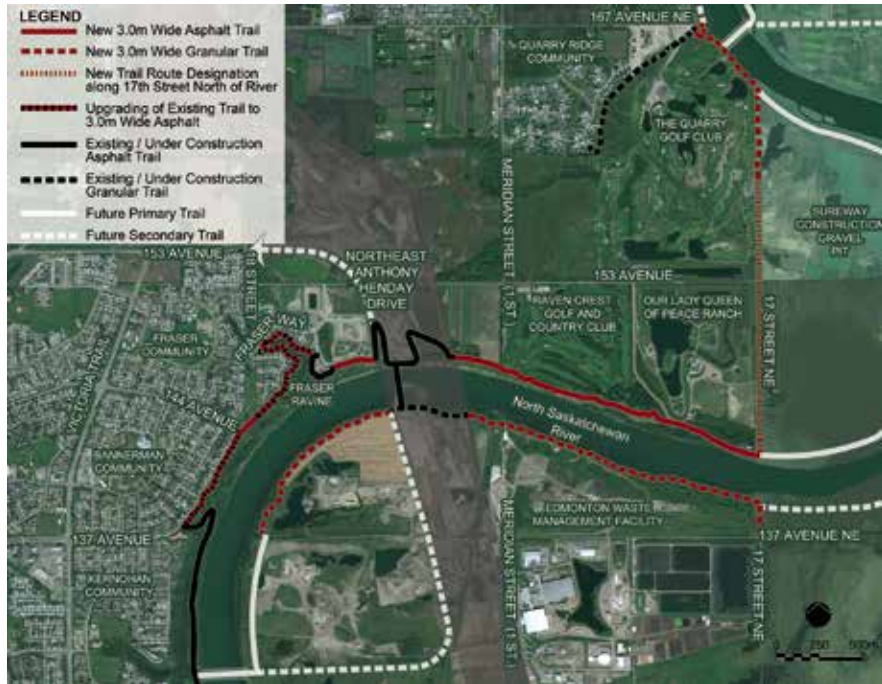 LEGEND
New 3.0m Wide Asphalt Trail
New 3.0m Wide Granular Trail
New Trail Route Designation
along 17th Street North of River
Upgrading of Existing Trail to
3.0m Wide Asphalt
Existing / Under Construction
Asphalt Trail
Existing / Under Construction
Granular Trail
Future Primary Trail
Future Secondary Trail
167 AVENUE NE
QUARRY RIDGE
COMMUNITY
THE QUARRY
GOLF CLUB
MERIDIAN STREET (1 ST.)
SUREWAY
CONSTRUCTION
GRAVEL
PIT
153 AVENUE
18 STREET
NORTHEAST
ANTHONY
HENDAY
DRIVE
153 AVENUE
RAVEN CREST
GOLF AND
COUNTRY CLUB
OUR LADY QUEEN
OF PEACE RANCH
17 STREET NE
FRASER WAY
FRASER
COMMUNITY
VICTORIA TRAIL
FRASER
RAVINE
144 AVENUE
North Saskatchewan
River
BANNERMAN
COMMUNITY
EDMONTON WASTE
MANAGEMENT FACILITY
MERIDIAN STREET (1 ST.)
137 AVENUE
137 AVENUE NE
17 STREET NE
KERNOHAN
COMMUNITY
0 250 500m